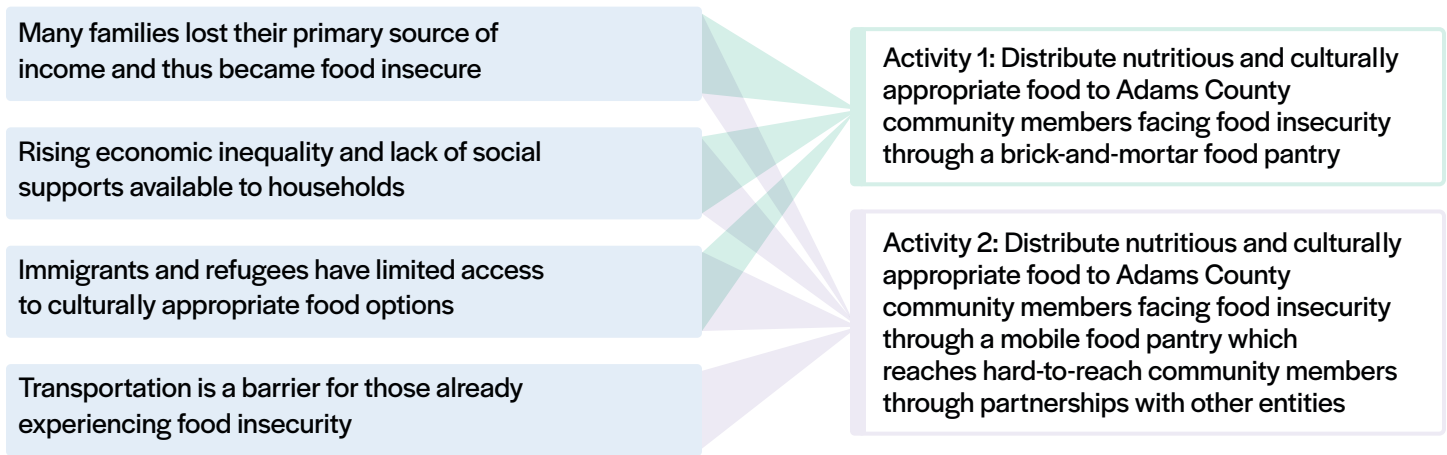 Many families lost their primary source of
income and thus became food insecure
Rising economic inequality and lack of social
supports available to households
Immigrants and refugees have limited access
to culturally appropriate food options
Transportation is a barrier for those already
experiencing food insecurity
Activity 1: Distribute nutritious and culturally
appropriate food to Adams County
community members facing food insecurity
through a brick-and-mortar food pantry
Activity 2: Distribute nutritious and culturally
appropriate food to Adams County
community members facing food insecurity
through a mobile food pantry which
reaches hard-to-reach community members
through partnerships with other entities